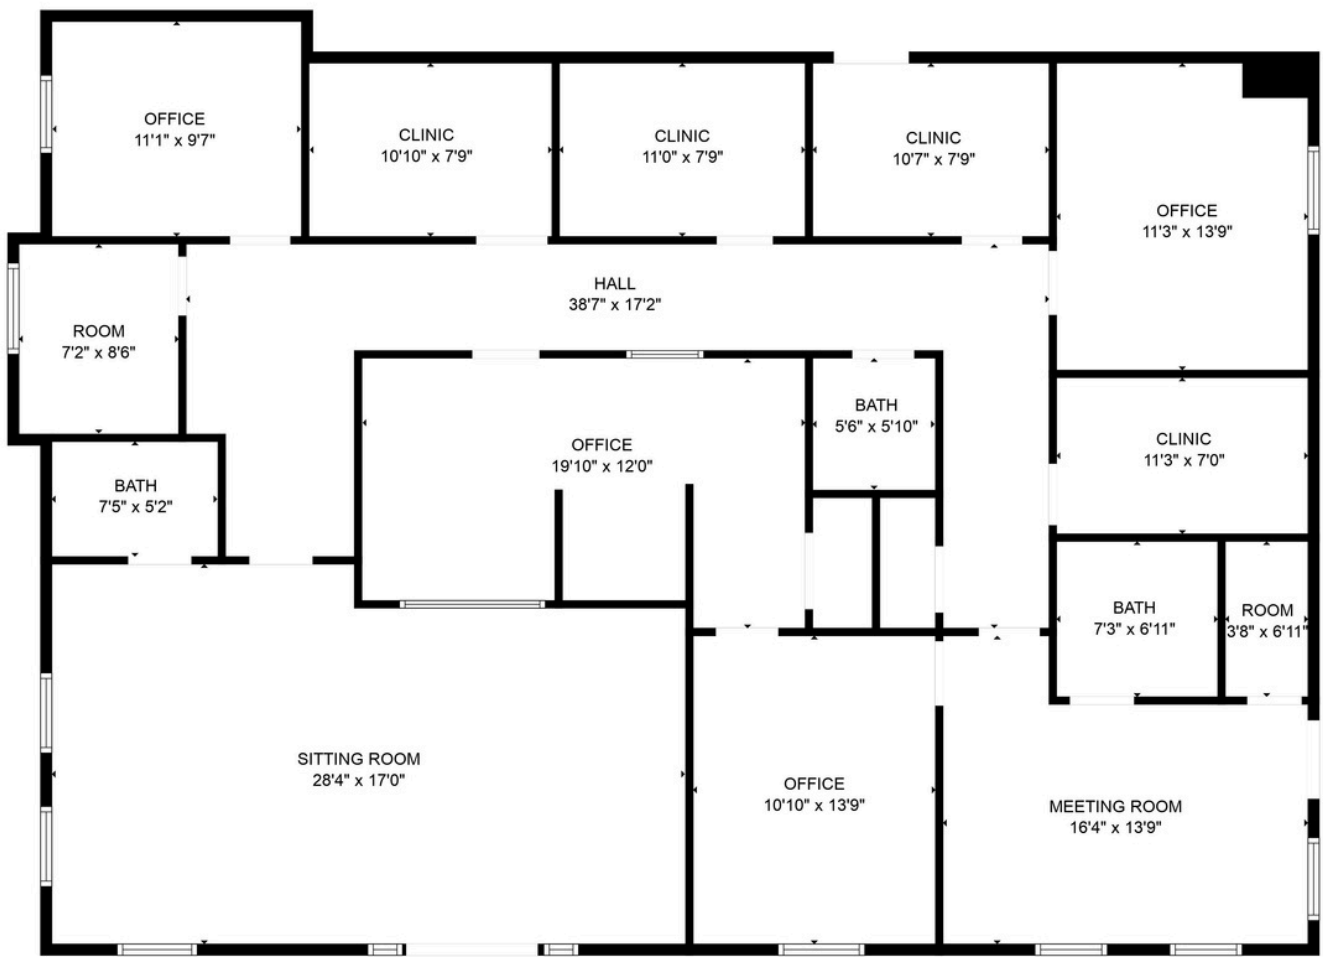 OFFICE
11'1" x 9'7"
CLINIC
10'10" x 7'9"
CLINIC
11'0" x 7'9"
CLINIC
10'7" x 7'9"
OFFICE
11'3" x 13'9"
HALL
38'7" x 17'2"
ROOM
7'2" x 8'6"
BATH
5'6" x 5'10"
OFFICE
19'10" x 12'0"
CLINIC
11'3" x 7'0"
BATH
7'5" x 5'2"
BATH
7'3" x 6'11"
ROOM
3'8" x 6'11"
SITTING ROOM
28'4" x 17'0"
OFFICE
10'10" x 13'9"
MEETING ROOM
16'4" x 13'9"